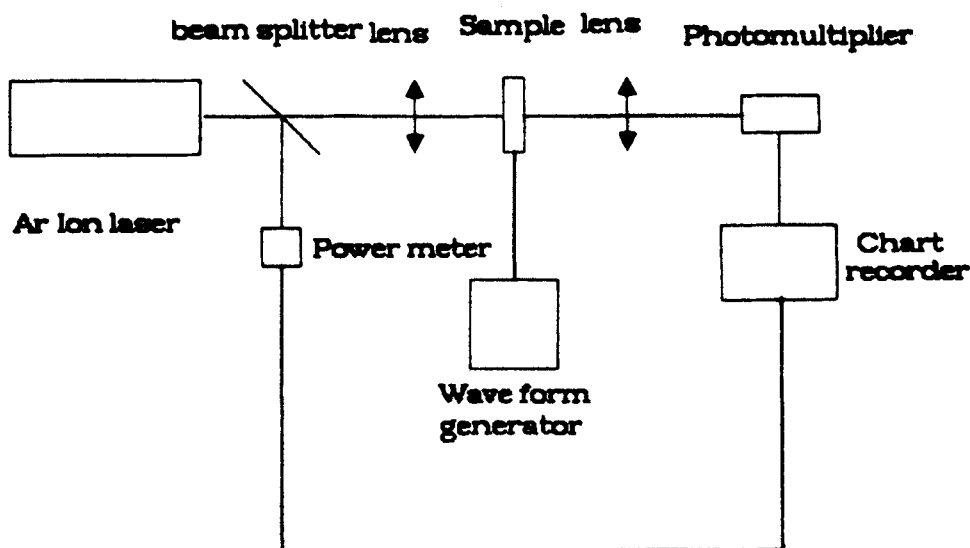 beam splitter lens Sample lens Photomultiplier
Ar Ion laser
Power meter
Chart
recorder
Wave form
generator